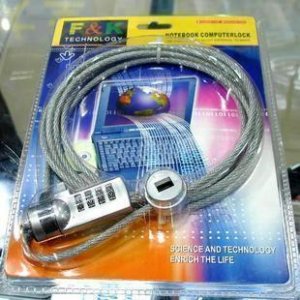 F&K
TECHNOLOGY
NOTEBOOK COMPUTERLOCK
SCIENCE AND TECHNOLOGY
ENRICH THE LIFE